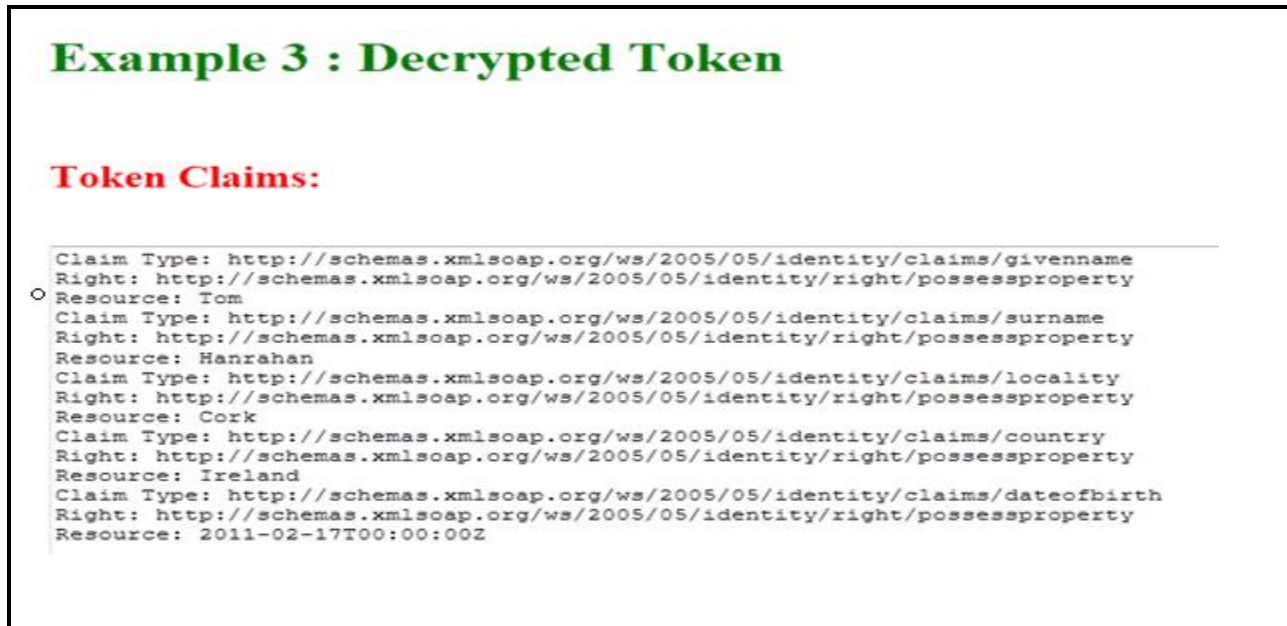 Example 3 : Decrypted Token
Token Claims:
Claim Type: http://schemas.xmlsoap.org/ws/2005/05/identity/claims/givenname
Right: http://schemas.xmlsoap.org/ws/2005/05/identity/right/possessproperty
Resource: Tom
Claim Type: http://schemas.xmlsoap.org/ws/2005/05/identity/claims/surname
Right: http://schemas.xmlsoap.org/ws/2005/05/identity/right/possessproperty
Resource: Hanrahan
Claim Type: http://schemas.xmlsoap.org/ws/2005/05/identity/claims/locality
Right: http://schemas.xmlsoap.org/ws/2005/05/identity/right/possessproperty
Resource: Cork
Claim Type: http://schemas.xmlsoap.org/ws/2005/05/identity/claims/country
Right: http://schemas.xmlsoap.org/ws/2005/05/identity/right/possessproperty
Resource: Ireland
Claim Type: http://schemas.xmlsoap.org/ws/2005/05/identity/claims/dateofbirth
Right: http://schemas.xmlsoap.org/ws/2005/05/identity/right/possessproperty
Resource: 2011-02-17T00:00:00Z